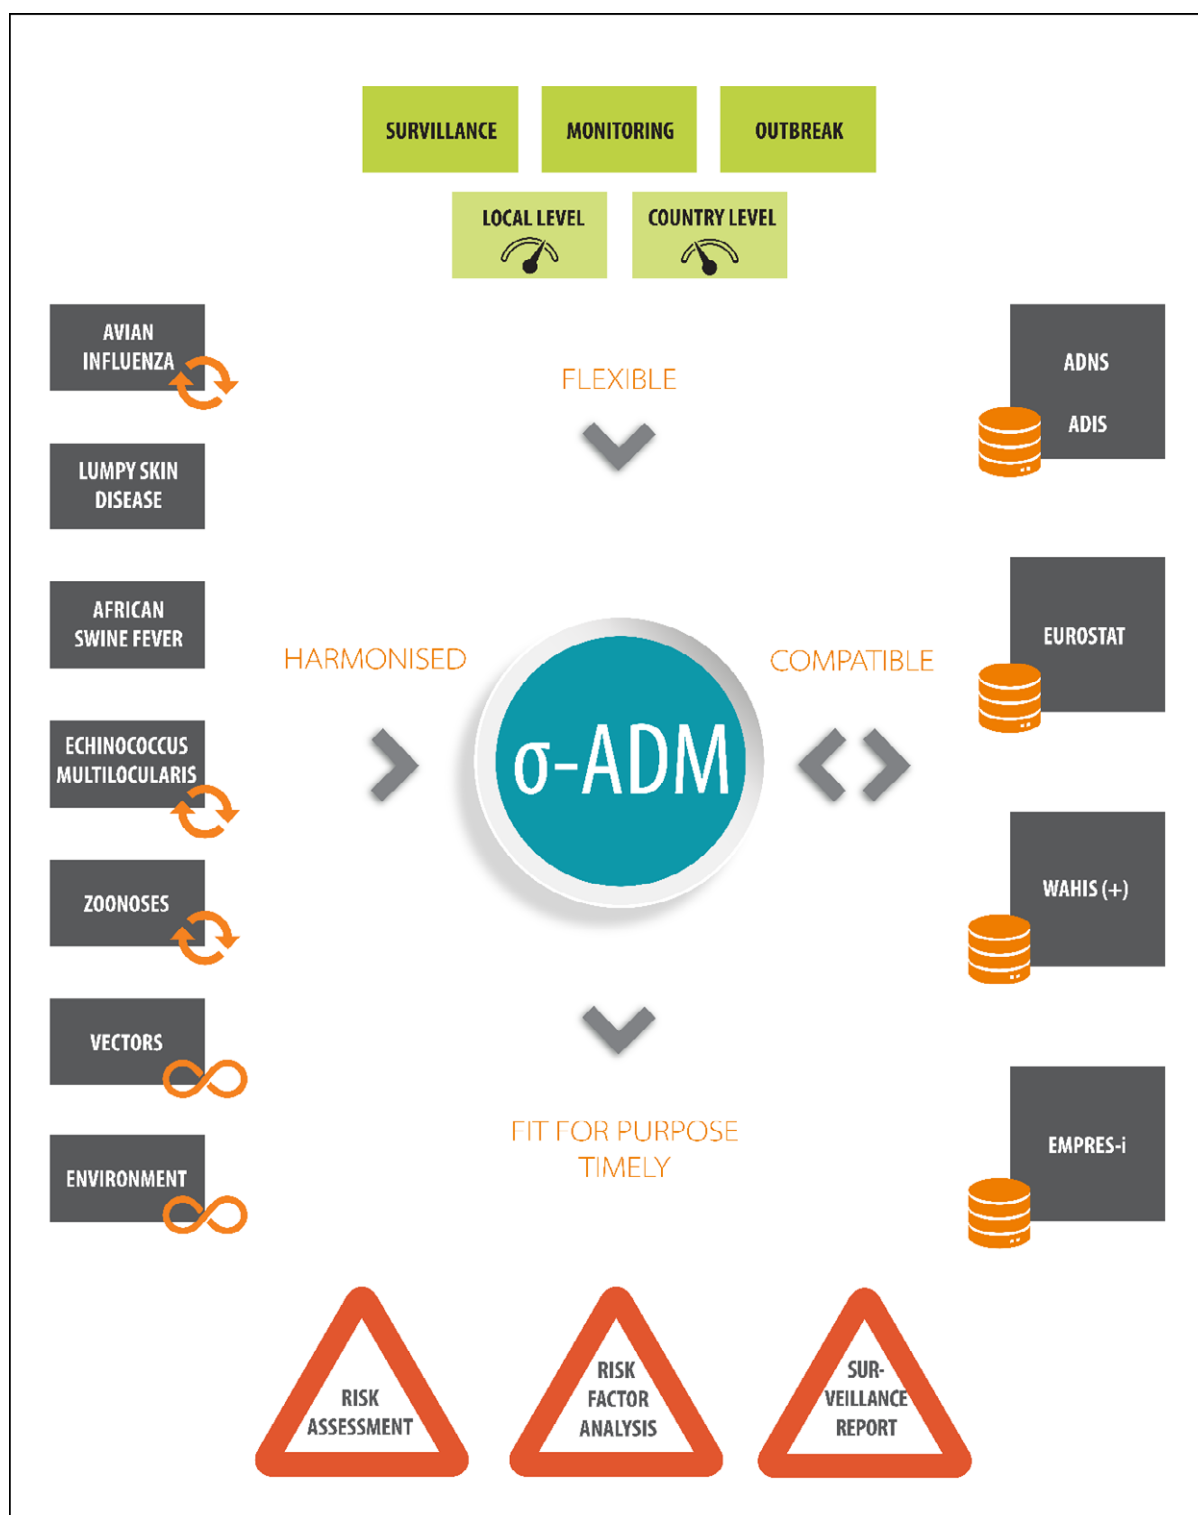 SURVILLANCE
MONITORING
OUTBREAK
LOCAL LEVEL
COUNTRY LEVEL
AVIAN
INFLUENZA
LUMPY SKIN
DISEASE
AFRICAN
SWINE FEVER
ECHINOCOCCUS
MULTILOCULARIS
ZOONOSES
VECTORS
ENVIRONMENT
FLEXIBLE
HARMONISED
σ-ADM
COMPATIBLE
FIT FOR PURPOSE
TIMELY
ADNS
ADIS
EUROSTAT
WAHIS (+)
EMPRES-i
RISK
ASSESSMENT
RISK
FACTOR
ANALYSIS
SUR-
VEILLANCE
REPORT